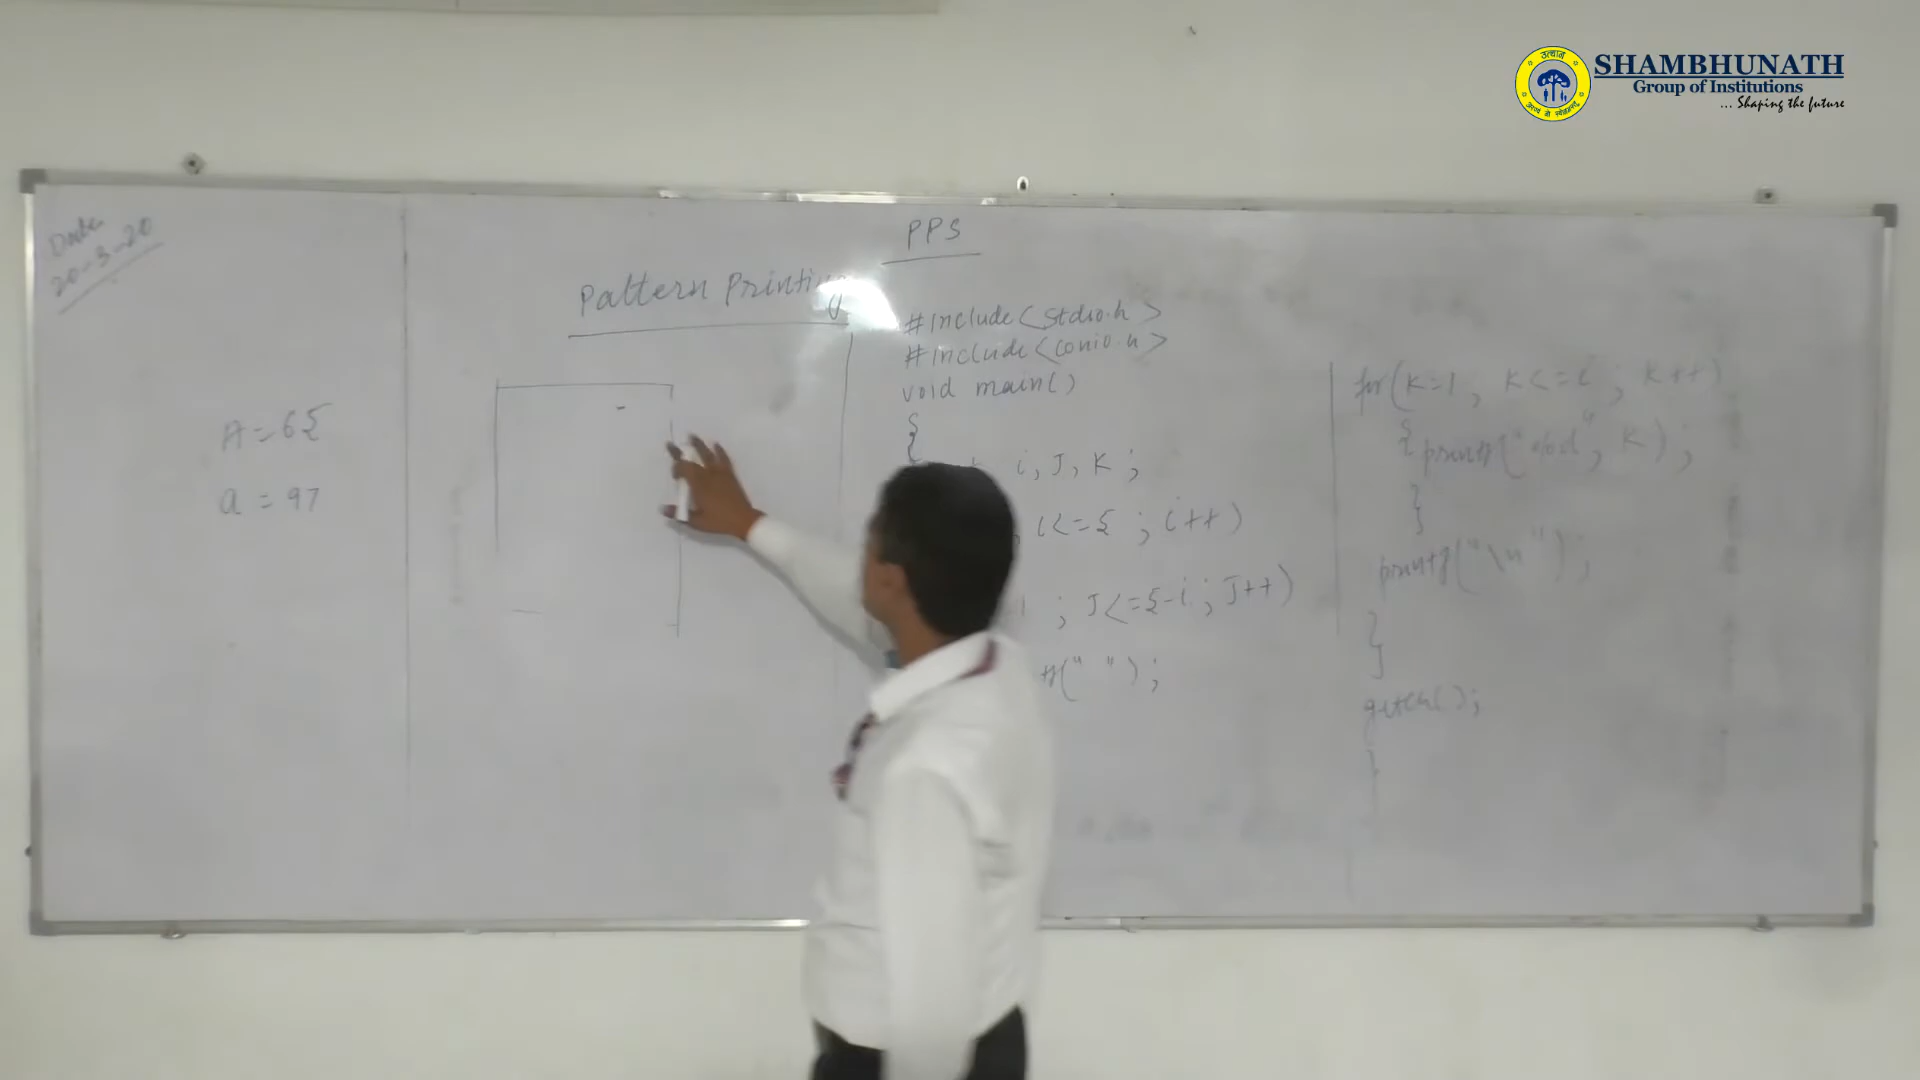 उत्थान
SHAMBHUNATH
Group of Institutions
... Shaping the future
Date
20-3-20
PPS
Pattern Printing
A = 65
a = 97
#include<stdio.h>
#include<conio.h>
void main()
{
i, J, K ;
i<=5 ; i++)
; J<=5-i ; J++)
f(" ");
for(K=1 ; K<=i ; K++)
{ printf("%d", K);
}
printf("\n");
}
getch();
}